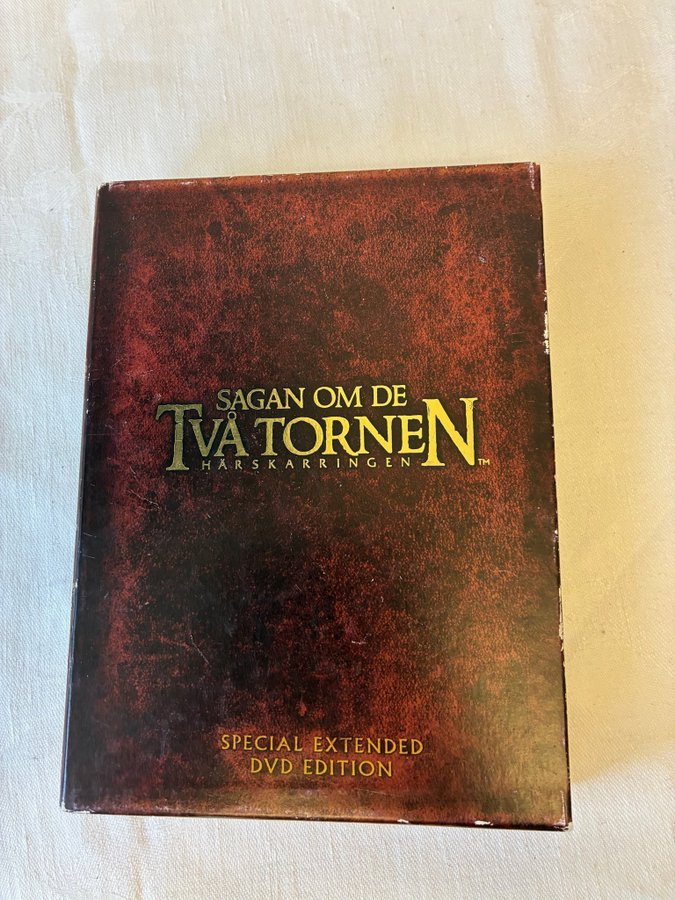 SAGAN OM DE
TVÅ TORNEN
HÄRSKARRINGEN™
SPECIAL EXTENDED
DVD EDITION